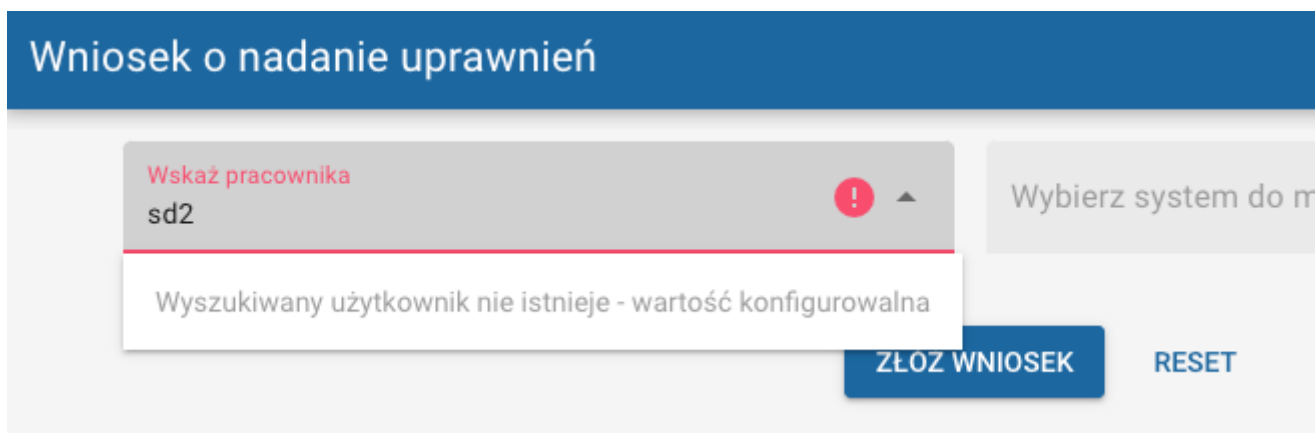 Wniosek o nadanie uprawnień
Wskaż pracownika
sd2
Wybierz system do m
Wyszukiwany użytkownik nie istnieje - wartość konfigurowalna
ZŁÓŻ WNIOSEK
RESET